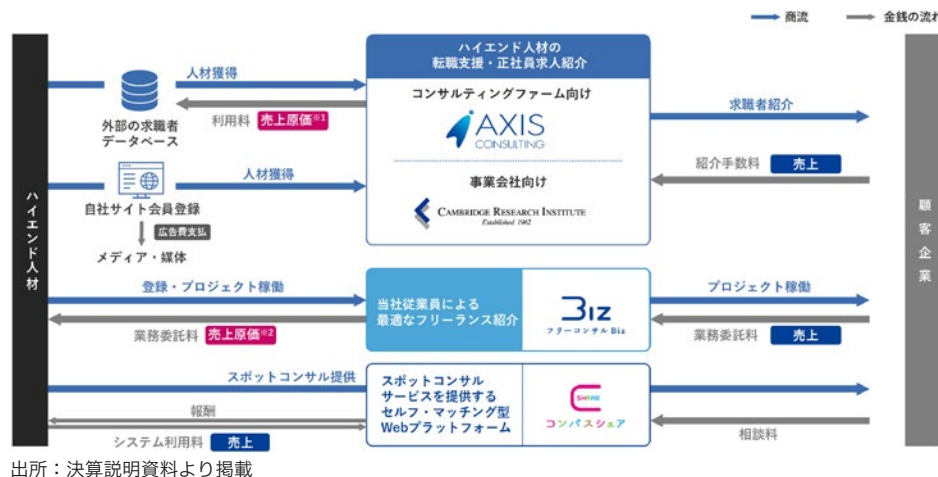 商流
金銭の流れ
ハイエンド人材
人材獲得
外部の求職者
データベース
利用料 売上原価※1
人材獲得
自社サイト会員登録
広告費支払
メディア・媒体
ハイエンド人材の
転職支援・正社員求人紹介
コンサルティングファーム向け
AXIS
CONSULTING
事業会社向け
CAMBRIDGE RESEARCH INSTITUTE
Established 1962
求職者紹介
紹介手数料 売上
顧客企業
登録・プロジェクト稼働
業務委託料 売上原価※2
当社従業員による
最適なフリーランス紹介
Biz
フリーコンサルBiz
プロジェクト稼働
業務委託料 売上
スポットコンサル提供
報酬
システム利用料 売上
スポットコンサル
サービスを提供する
セルフ・マッチング型
Webプラットフォーム
SHARE
コンパスシェア
相談料
出所：決算説明資料より掲載